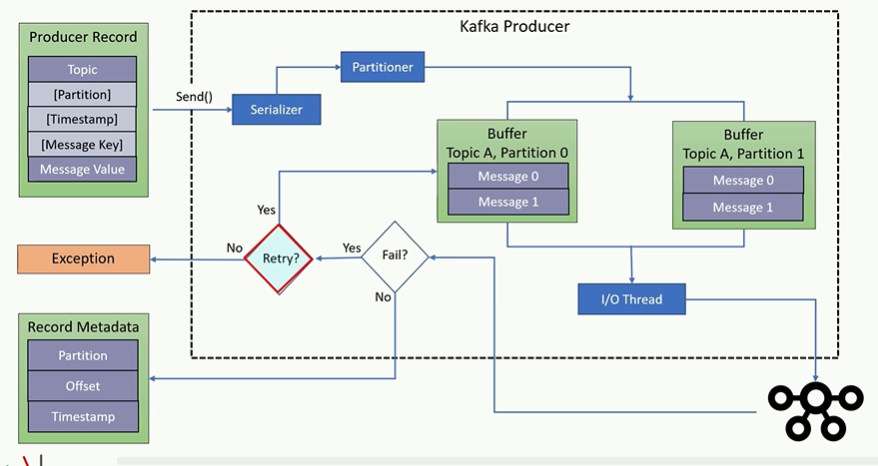 Kafka Producer
Producer Record
Topic
[Partition]
[Timestamp]
[Message Key]
Message Value
Send()
Serializer
Partitioner
Buffer
Topic A, Partition 0
Message 0
Message 1
Buffer
Topic A, Partition 1
Message 0
Message 1
I/O Thread
Fail?
Yes
No
Retry?
Yes
No
Exception
Record Metadata
Partition
Offset
Timestamp